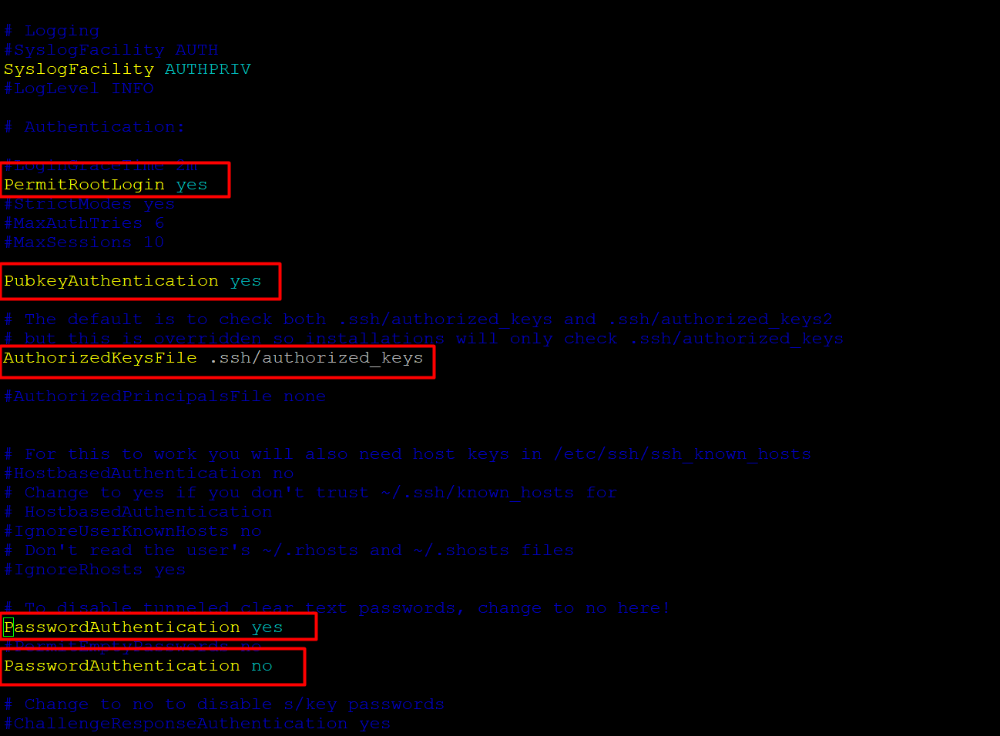 # Logging
#SyslogFacility AUTH
SyslogFacility AUTHPRIV
#LogLevel INFO
# Authentication:
#LoginGraceTime 2m
PermitRootLogin yes
#StrictModes yes
#MaxAuthTries 6
#MaxSessions 10
PubkeyAuthentication yes
# The default is to check both .ssh/authorized_keys and .ssh/authorized_keys2
# but this is overridden so installations will only check .ssh/authorized_keys
AuthorizedKeysFile .ssh/authorized_keys
#AuthorizedPrincipalsFile none
# For this to work you will also need host keys in /etc/ssh/ssh_known_hosts
#HostbasedAuthentication no
# Change to yes if you don't trust ~/.ssh/known_hosts for
# HostbasedAuthentication
#IgnoreUserKnownHosts no
# Don't read the user's ~/.rhosts and ~/.shosts files
#IgnoreRhosts yes
# To disable tunneled clear text passwords, change to no here!
PasswordAuthentication yes
#PermitEmptyPasswords no
PasswordAuthentication no
# Change to no to disable s/key passwords
#ChallengeResponseAuthentication yes